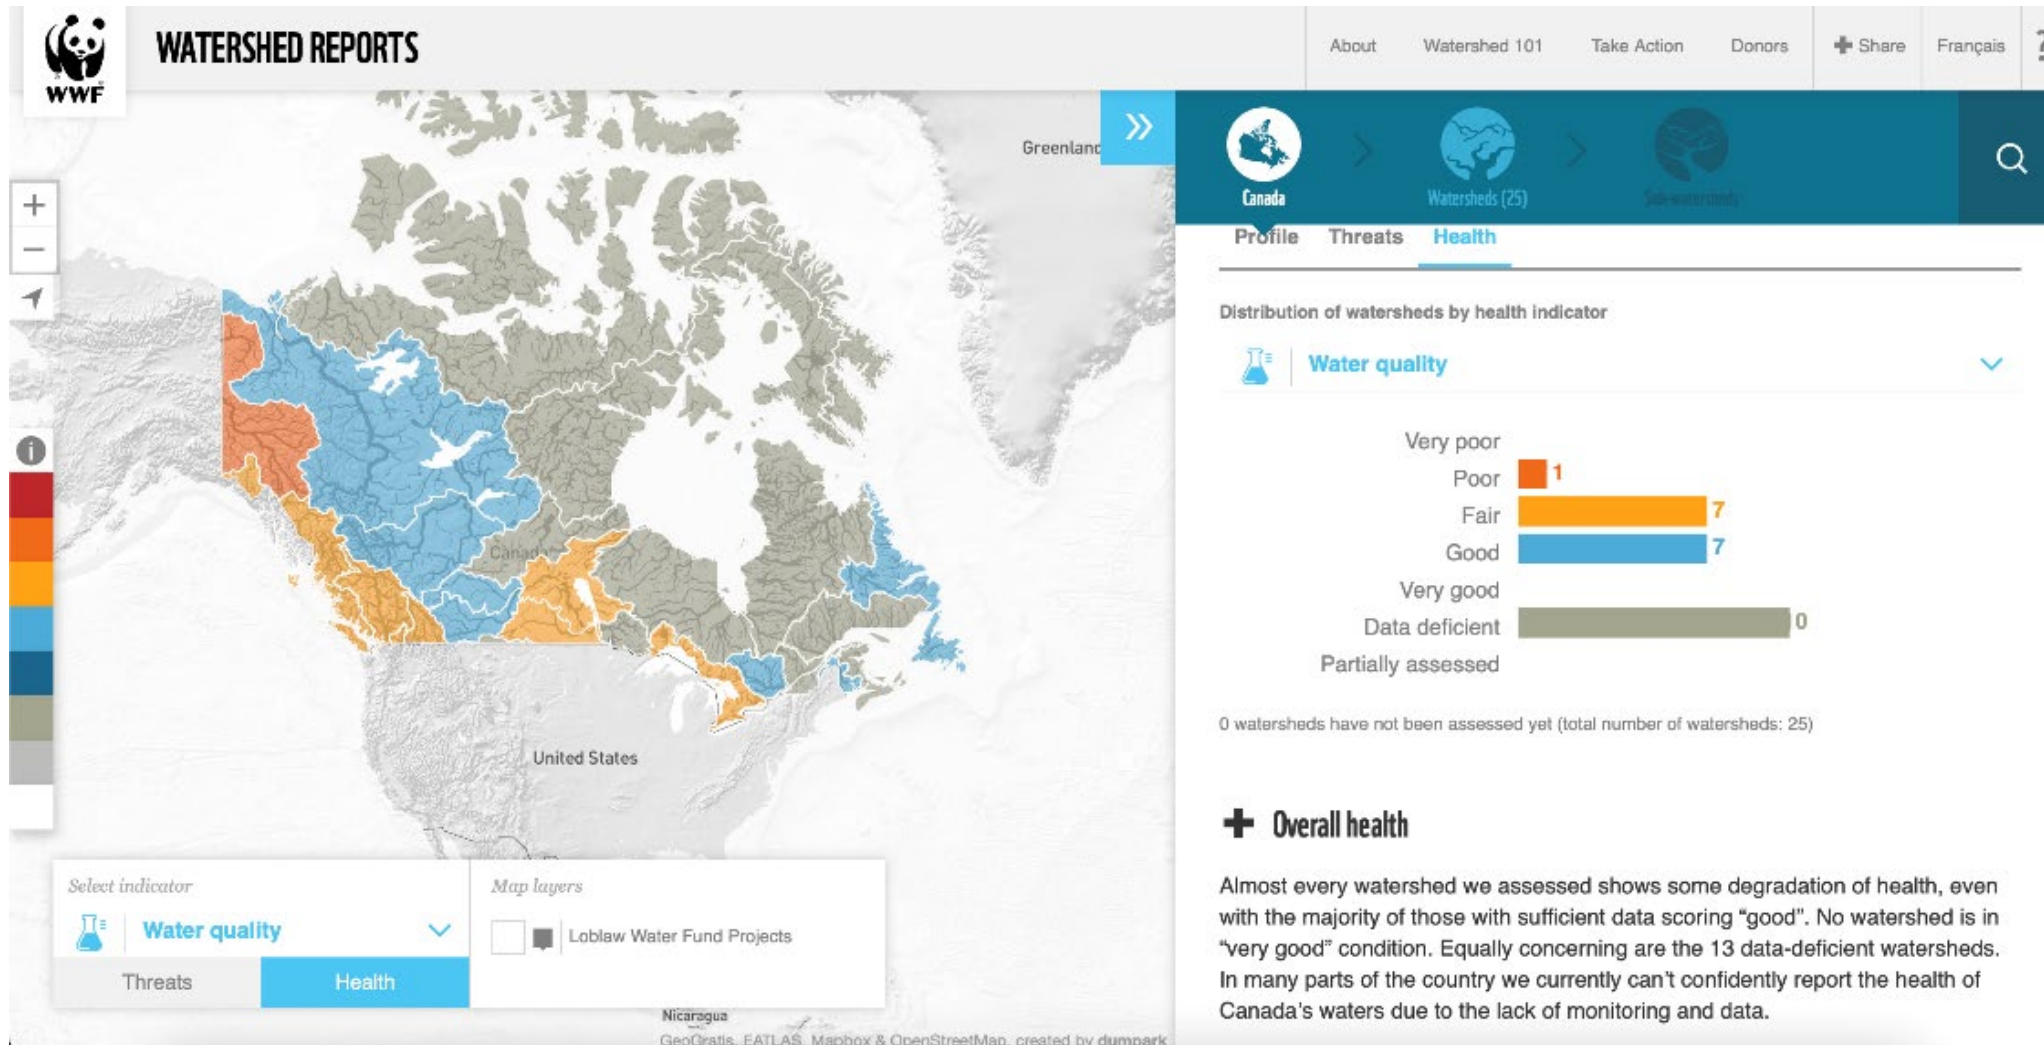 WWF
WATERSHED REPORTS
About
Watershed 101
Take Action
Donors
Share
Français
?
Greenland
Canada
United States
Nicaragua
GeoGratis, EATLAS, Mapbox & OpenStreetMap, created by dumpark
Select indicator
Water quality
Threats
Health
Map layers
Loblaw Water Fund Projects
Canada
Watersheds (25)
Sub-watersheds
Profile
Threats
Health
Distribution of watersheds by health indicator
Water quality
Very poor
Poor 1
Fair 7
Good 7
Very good
Data deficient 0
Partially assessed
0 watersheds have not been assessed yet (total number of watersheds: 25)
Overall health
Almost every watershed we assessed shows some degradation of health, even
with the majority of those with sufficient data scoring “good”. No watershed is in
“very good” condition. Equally concerning are the 13 data-deficient watersheds.
In many parts of the country we currently can’t confidently report the health of
Canada’s waters due to the lack of monitoring and data.